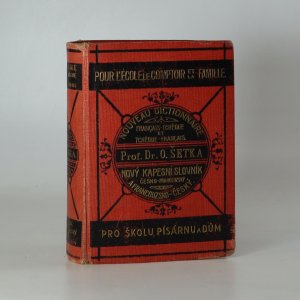 POUR L'ÉCOLE LE COMPTOIR ET LA FAMILLE
NOUVEAU DICTIONNAIRE
FRANÇAIS-TCHÈQUE
ET
TCHÈQUE-FRANÇAIS
Prof. Dr. O. ŠETKA
NOVÝ KAPESNÍ SLOVNÍK
ČESKO-FRANCOUZSKÝ
A FRANCOUZSKO-ČESKÝ
PRO ŠKOLU PÍSÁRNU A DŮM